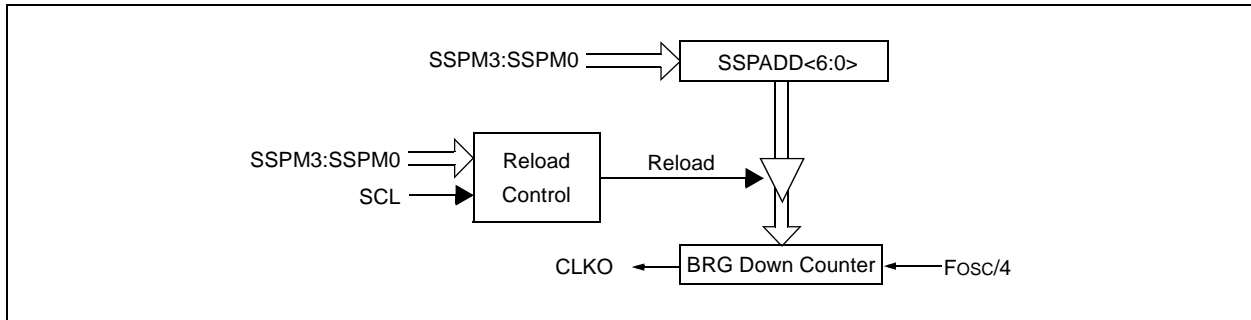 SSPM3:SSPM0
SSPADD<6:0>
SSPM3:SSPM0
SCL
Reload
Control
Reload
CLKO
BRG Down Counter
FOSC/4